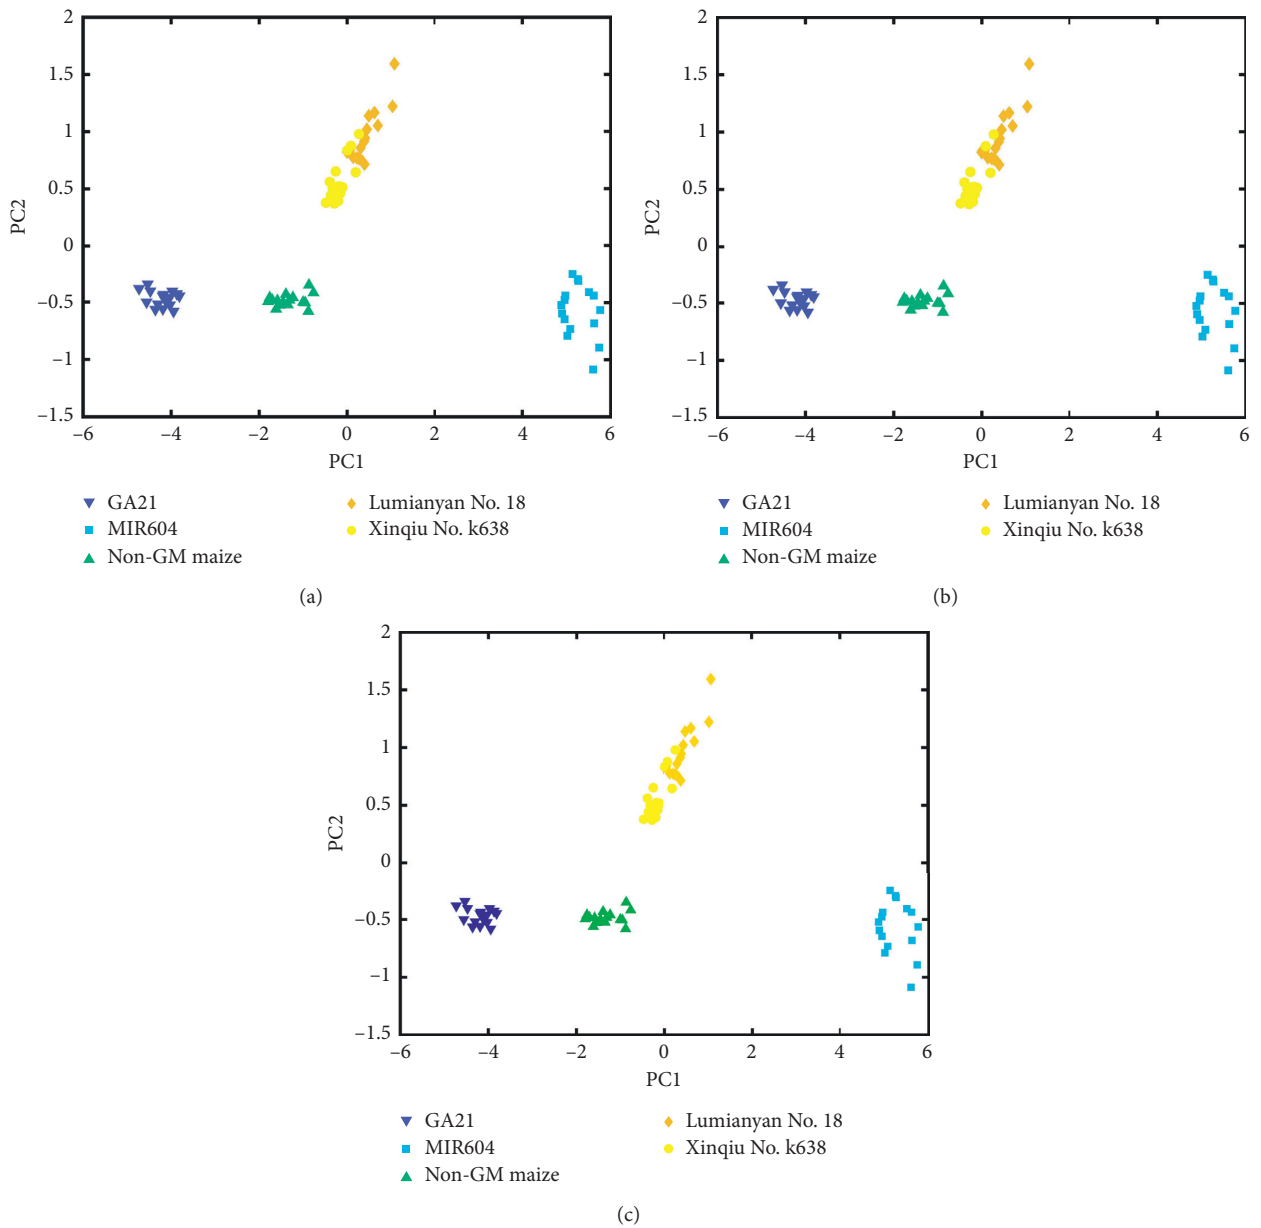 2
1.5
1
0.5
0
–0.5
–1
–1.5
PC2
–6
–4
–2
0
2
4
6
PC1
GA21
MIR604
Non-GM maize
Lumianyan No. 18
Xinqiu No. k638
(a)
2
1.5
1
0.5
0
–0.5
–1
–1.5
PC2
–6
–4
–2
0
2
4
6
PC1
GA21
MIR604
Non-GM maize
Lumianyan No. 18
Xinqiu No. k638
(b)
2
1.5
1
0.5
0
–0.5
–1
–1.5
PC2
–6
–4
–2
0
2
4
6
PC1
GA21
MIR604
Non-GM maize
Lumianyan No. 18
Xinqiu No. k638
(c)